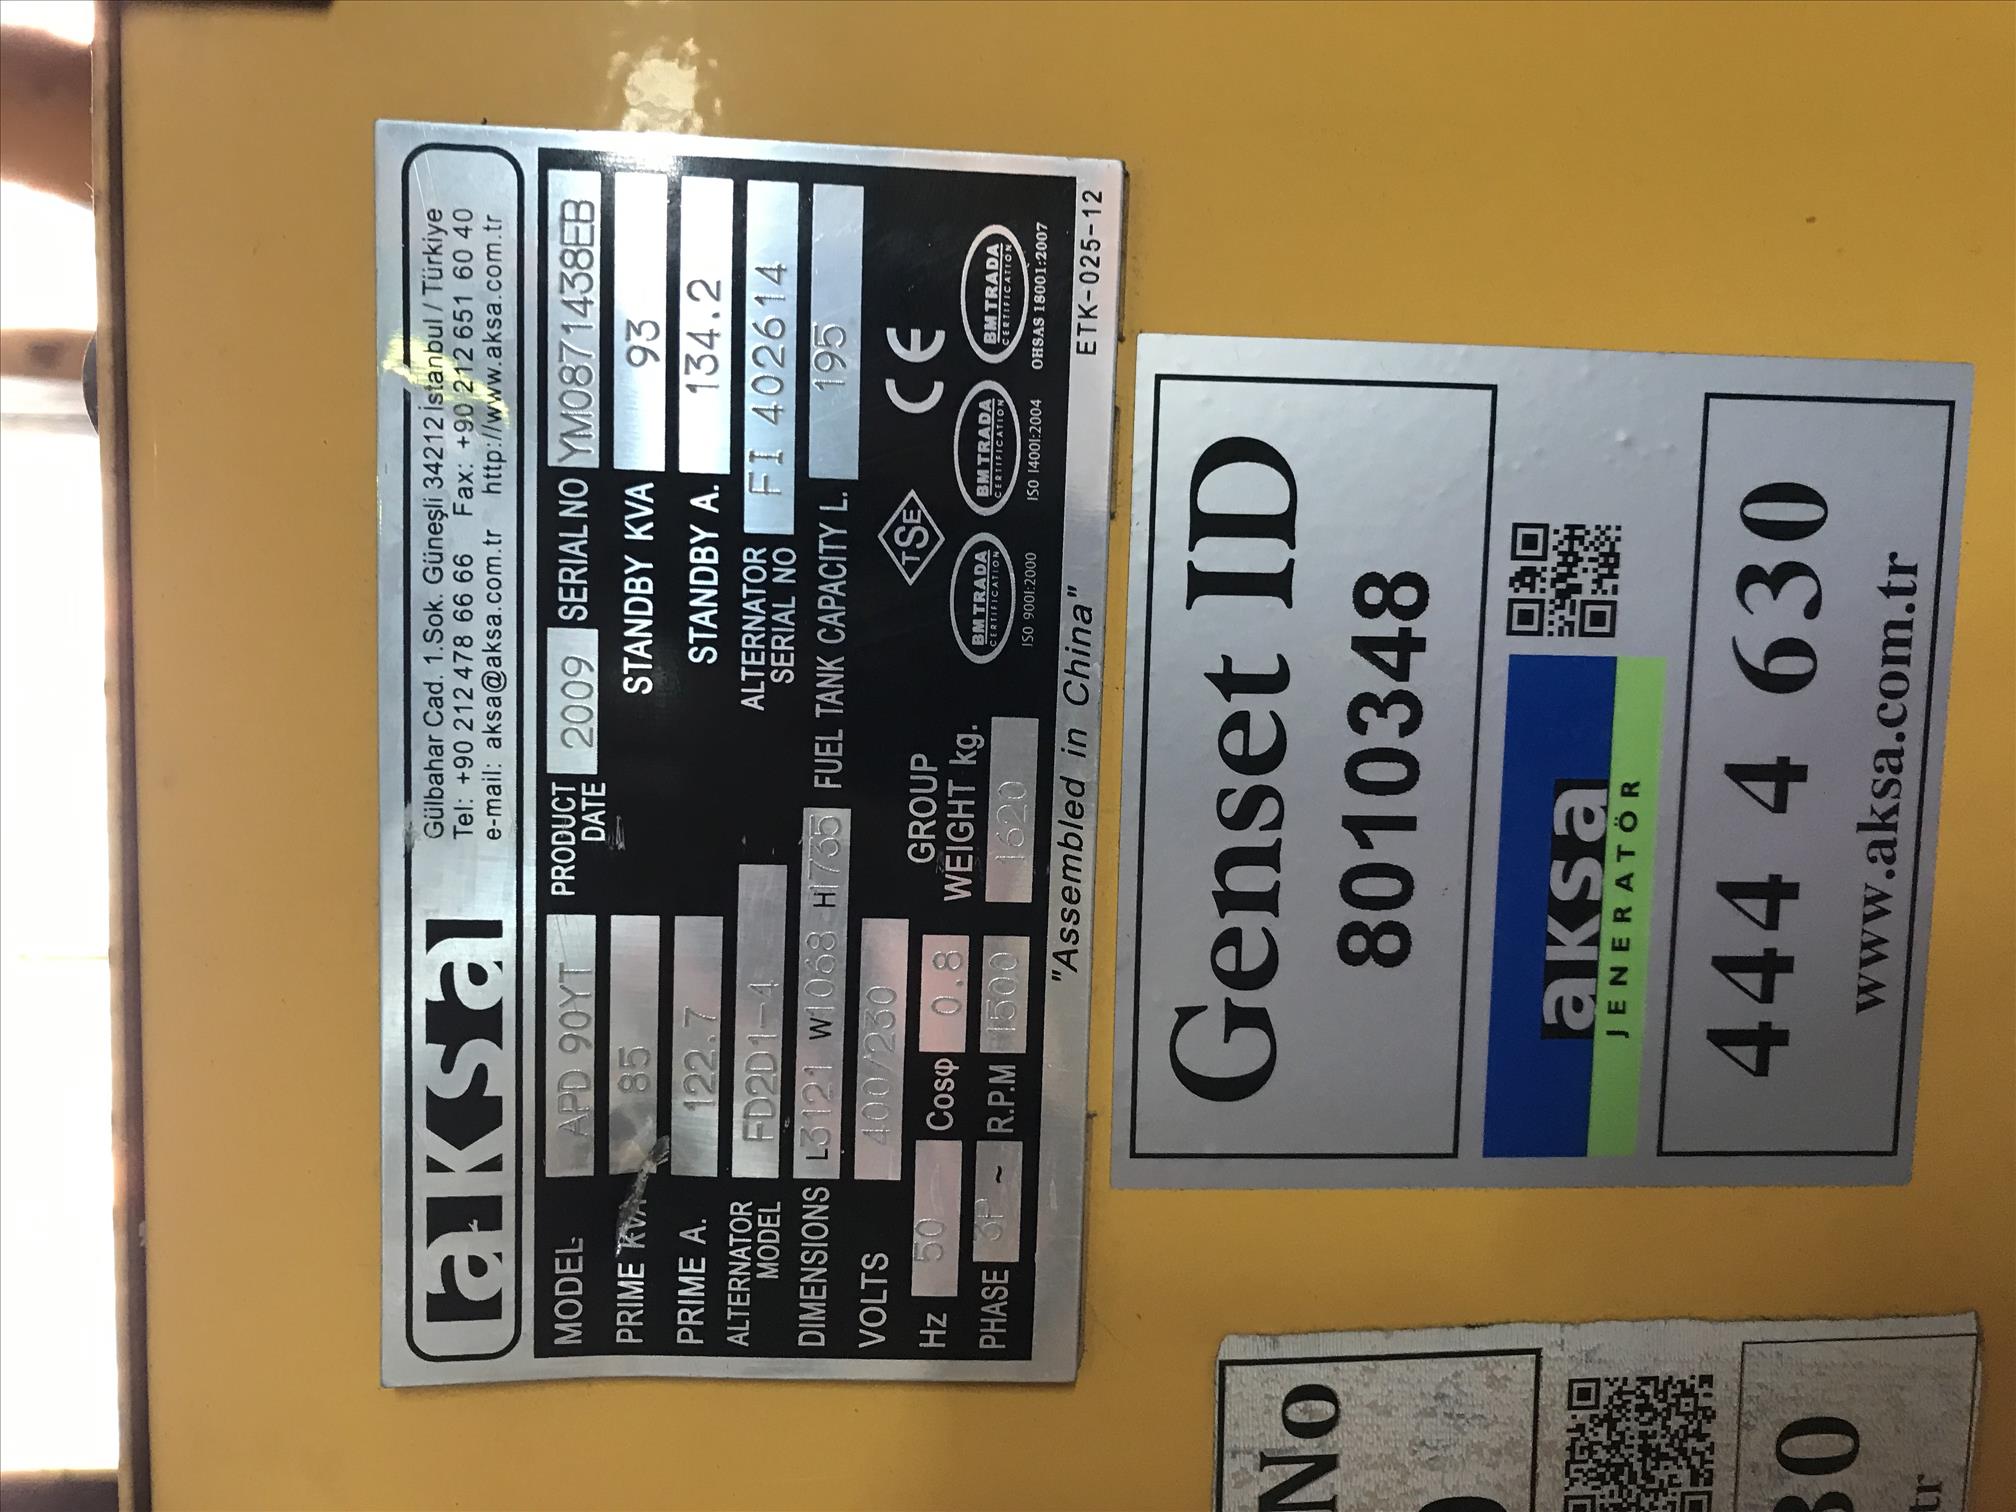 aksa
Gülbahar Cad. 1.Sok. Güneşli 34212 İstanbul / Türkiye
Tel: +90 212 478 66 66 Fax: +90 212 651 60 40
e-mail: aksa@aksa.com.tr http://www.aksa.com.tr
MODEL APD 90YT PRODUCT DATE 2009 SERIAL NO YM0871438EB
PRIME KVA 85 STANDBY KVA 93
PRIME A. 122.7 STANDBY A. 134.2
ALTERNATOR MODEL FD2D1-4 ALTERNATOR SERIAL NO FI 402614
DIMENSIONS L3121 W1068 H1735 FUEL TANK CAPACITY L. 195
VOLTS 400/230
Hz 50 Cosφ 0.8 GROUP WEIGHT kg. 1620
PHASE 3P ~ R.P.M 1500
TSE CE
BM TRADA CERTIFICATION BM TRADA CERTIFICATION BM TRADA CERTIFICATION
ISO 9001:2000 ISO 14001:2004 OHSAS 18001:2007
"Assembled in China" ETK-025-12
Genset ID
8010348
aksa
JENERATÖR
444 4 630
www.aksa.com.tr
No
30
r